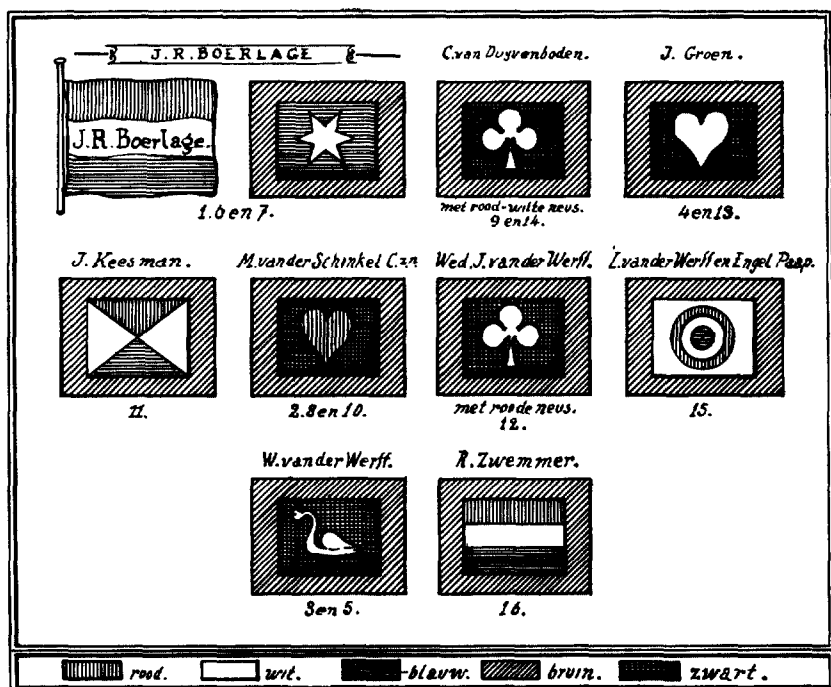 J.R.BOERLAGE
C.van Duyvenboden.
J. Groen.
J.R.Boerlage.
1.6 en 7.
met rood-witte neus.
9 en 14.
4 en 13.
J. Keesman.
M.vander Schinkel C.zn
Wed. J. vander Werff.
L.vander Werff en Engel Paap.
11.
2.8 en 10.
met roode neus.
12.
15.
W.vander Werff.
R.Zwemmer.
3 en 5.
16.
rood. wit. blauw. bruin. zwart.